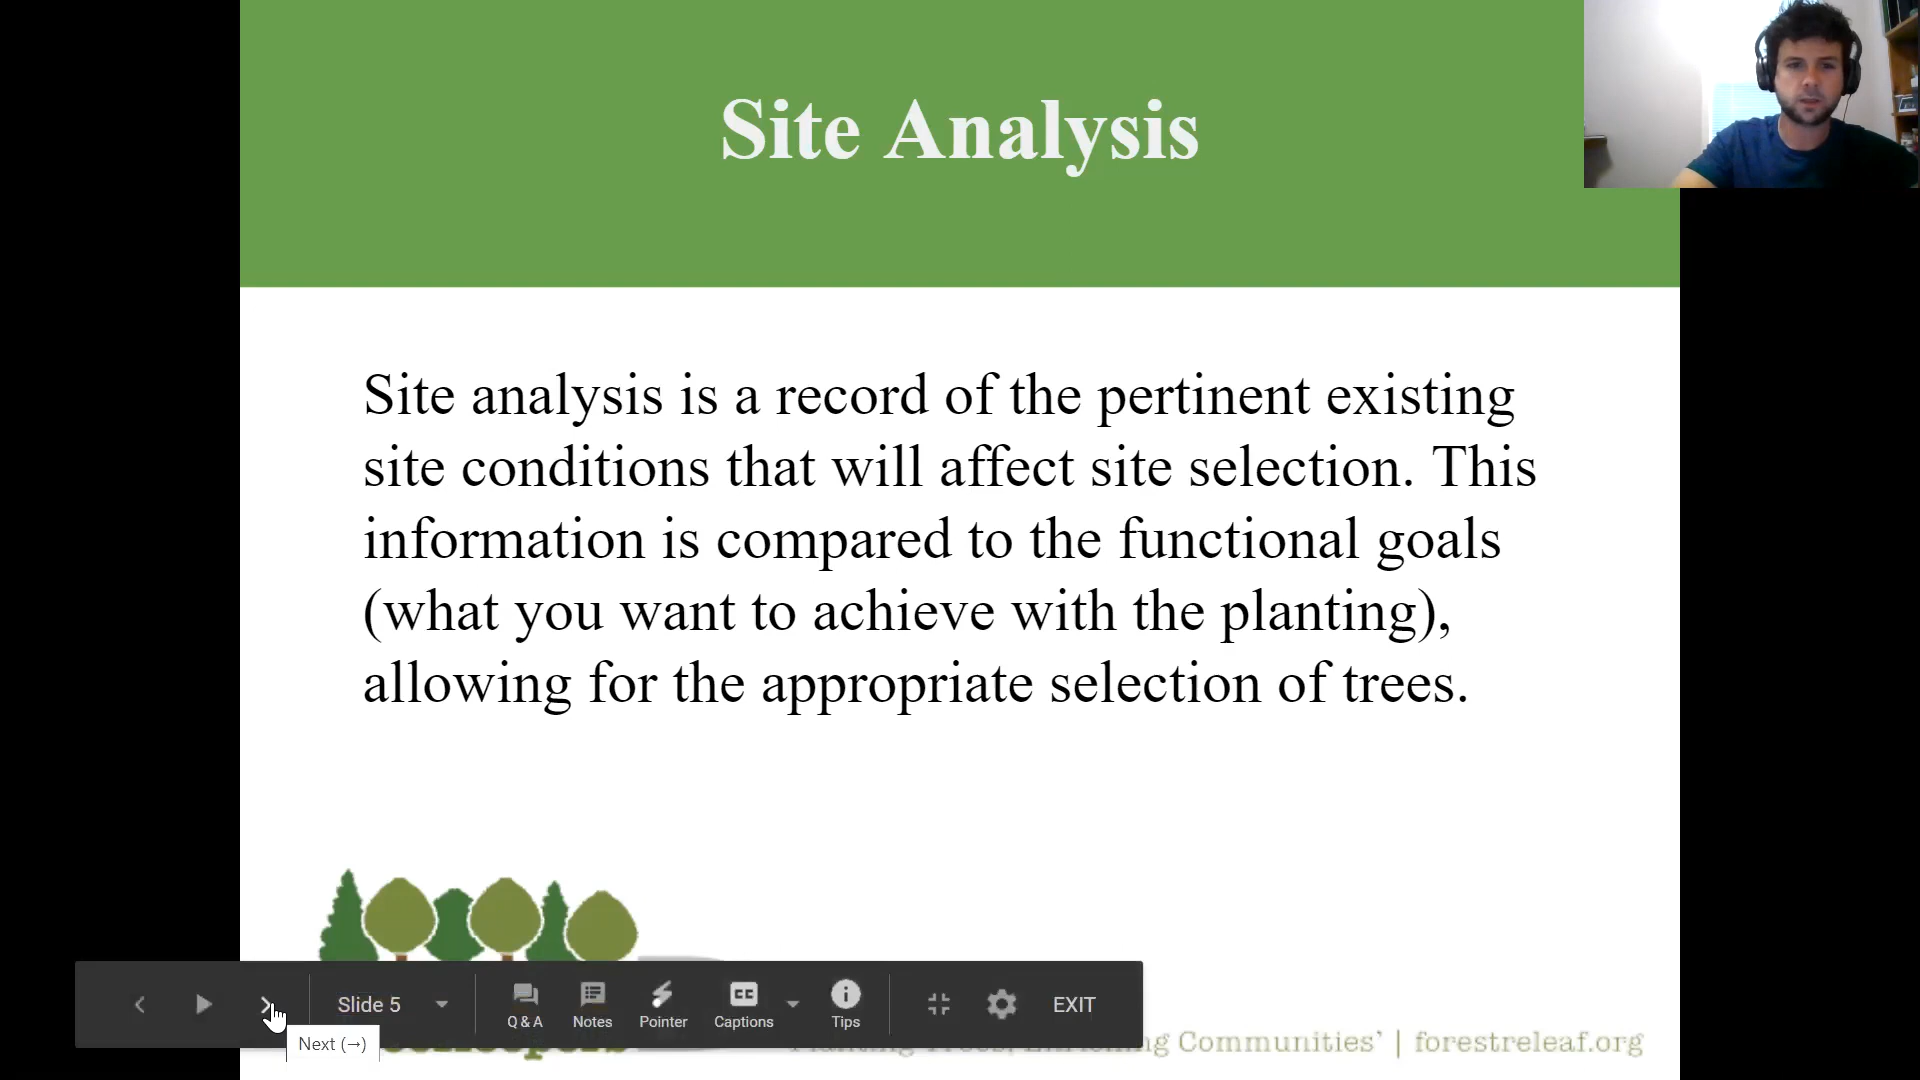 Site Analysis
Site analysis is a record of the pertinent existing
site conditions that will affect site selection. This
information is compared to the functional goals
(what you want to achieve with the planting),
allowing for the appropriate selection of trees.
Slide 5
Q & A
Notes
Pointer
CC
Captions
Tips
EXIT
Next (→)
Communities' | forestreleaf.org